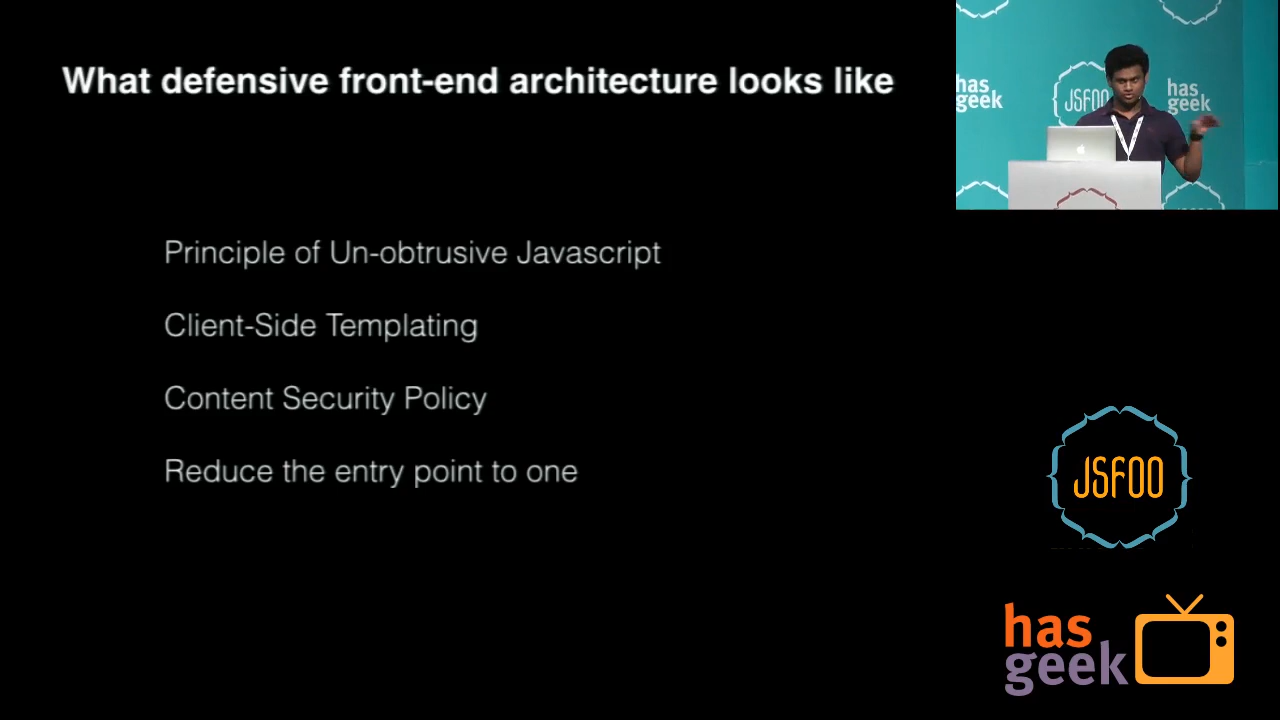 What defensive front-end architecture looks like
Principle of Un-obtrusive Javascript
Client-Side Templating
Content Security Policy
Reduce the entry point to one
has
geek
JSFOO
has
geek
JSFOO
has
geek